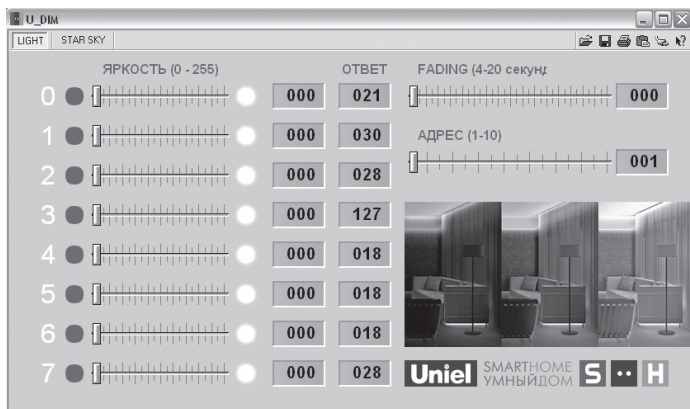 U_DIM
LIGHT STAR SKY
ЯРКОСТЬ (0 - 255) ОТВЕТ FADING (4-20 секунд
0 000 021 000
1 000 030 АДРЕС (1-10)
001
2 000 028
3 000 127
4 000 018
5 000 018
6 000 018
7 000 028
Uniel SMARTHOME УМНЫЙДОМ S H